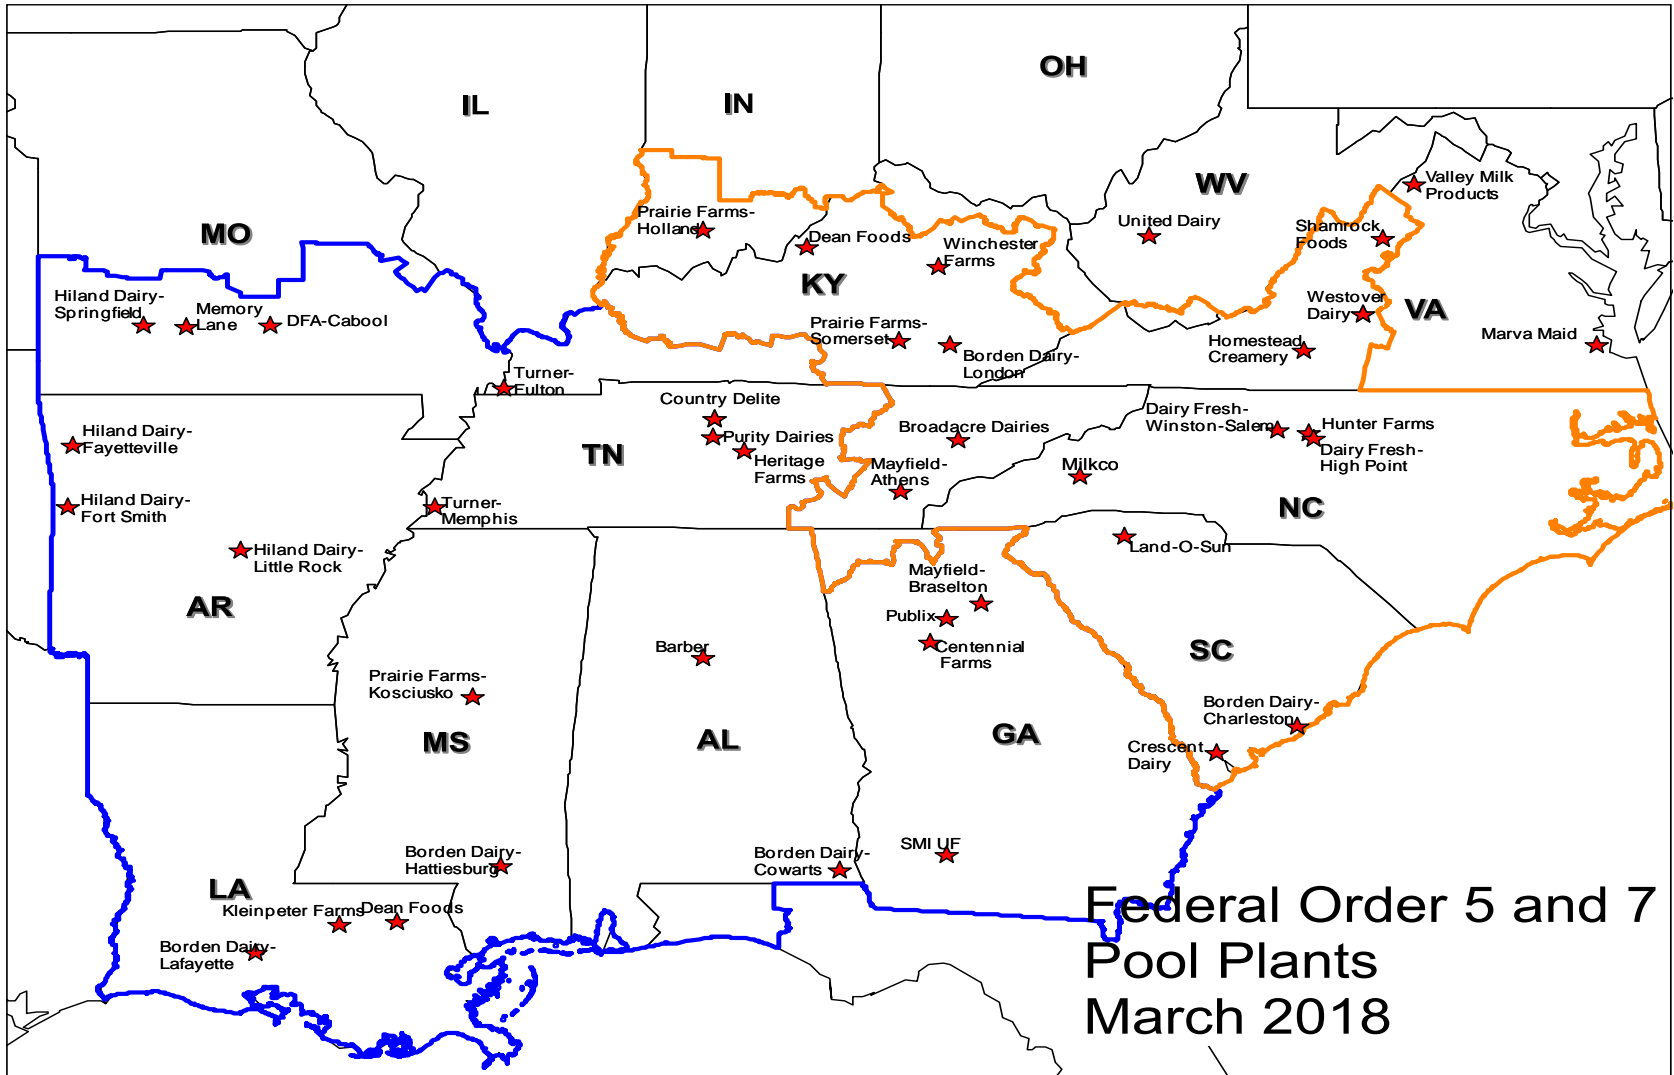 OH
IL
IN
WV
Valley Milk
Products
Prairie Farms-
Holland
United Dairy
Shamrock
Foods
MO
Dean Foods
Winchester
Farms
KY
Hiland Dairy-
Springfield
Memory
Lane
DFA-Cabool
Westover
Dairy
VA
Prairie Farms-
Somerset
Borden Dairy-
London
Homestead
Creamery
Marva Maid
Turner-
Fulton
Country Delite
Purity Dairies
Heritage
Farms
TN
Broadacre Dairies
Mayfield-
Athens
Dairy Fresh-
Winston-Salem
Hunter Farms
Dairy Fresh-
High Point
Milkco
NC
Hiland Dairy-
Fayetteville
Hiland Dairy-
Fort Smith
Turner-
Memphis
Hiland Dairy-
Little Rock
AR
Land-O-Sun
Mayfield-
Braselton
Publix
Centennial
Farms
Barber
SC
Prairie Farms-
Kosciusko
MS
AL
GA
Borden Dairy-
Charleston
Crescent
Dairy
Borden Dairy-
Hattiesburg
Borden Dairy-
Cowarts
SMI UF
LA
Kleinpeter Farms
Dean Foods
Borden Dairy-
Lafayette
Federal Order 5 and 7
Pool Plants
March 2018